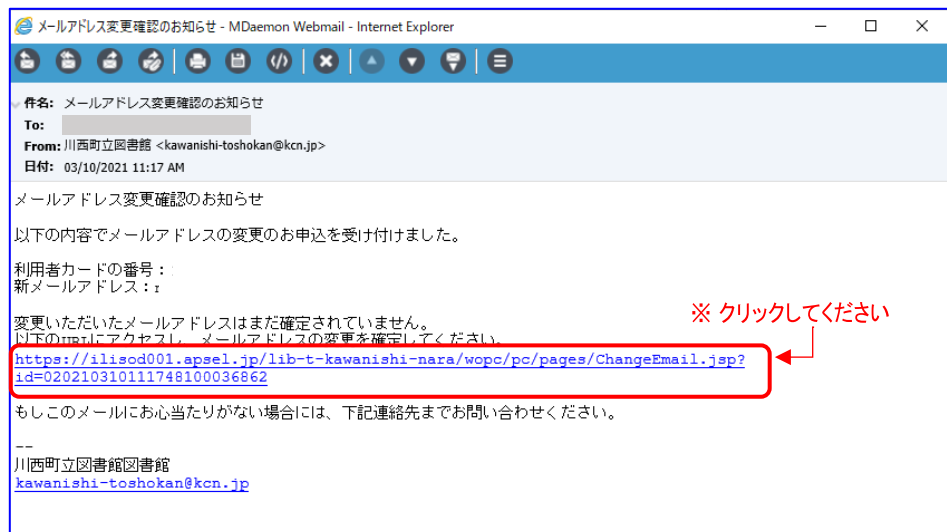 メールアドレス変更確認のお知らせ - MDaemon Webmail - Internet Explorer
件名: メールアドレス変更確認のお知らせ
To:
From: 川西町立図書館 <kawanishi-toshokan@kcn.jp>
日付: 03/10/2021 11:17 AM
メールアドレス変更確認のお知らせ
以下の内容でメールアドレスの変更のお申込を受け付けました。
利用者カードの番号：
新メールアドレス：
変更いただいたメールアドレスはまだ確定されていません。
※ クリックしてください
以下のURLにアクセスし、メールアドレスの変更を確定してください。
https://ilisod001.apsel.jp/lib-t-kawanishi-nara/wopc/pc/pages/ChangeEmail.jsp?
id=020210310111748100036862
もしこのメールにお心当たりがない場合には、下記連絡先までお問い合わせください。
--
川西町立図書館図書館
kawanishi-toshokan@kcn.jp